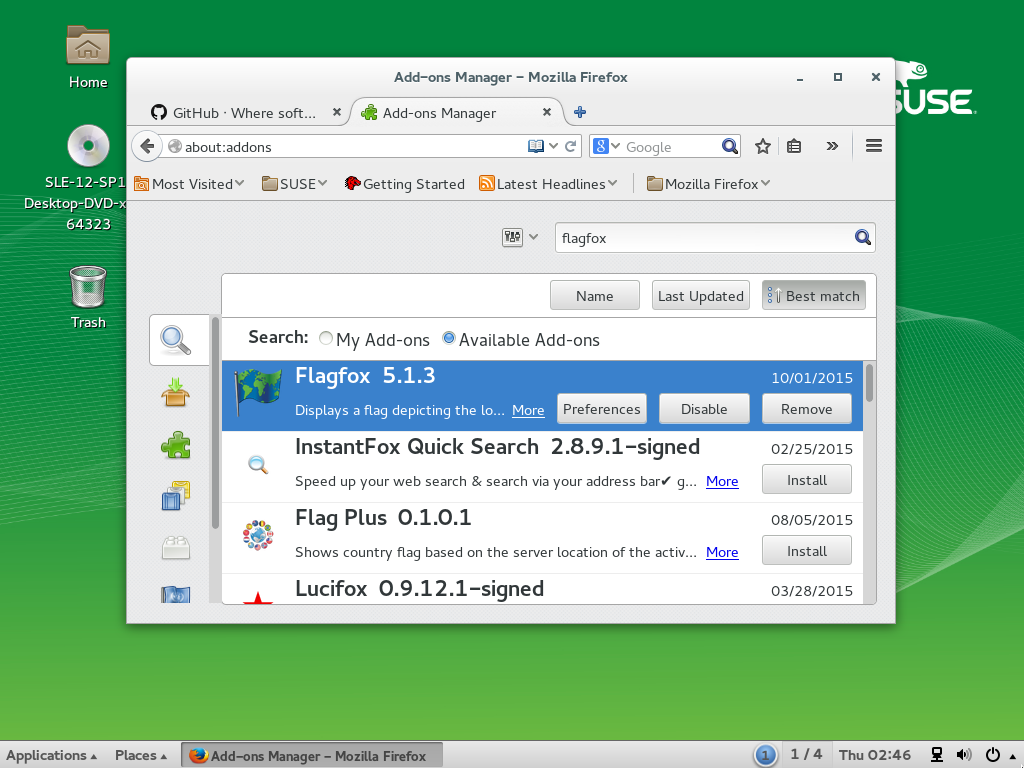 Home
SLE-12-SP1
Desktop-DVD-x
64323
Trash
SUSE
Add-ons Manager - Mozilla Firefox
GitHub · Where soft...
Add-ons Manager
about:addons
Google
Most Visited
SUSE
Getting Started
Latest Headlines
Mozilla Firefox
flagfox
Name
Last Updated
Best match
Search:
My Add-ons
Available Add-ons
Flagfox 5.1.3
10/01/2015
Displays a flag depicting the lo... More
Preferences
Disable
Remove
InstantFox Quick Search 2.8.9.1-signed
02/25/2015
Speed up your web search & search via your address bar✔ g... More
Install
Flag Plus 0.1.0.1
08/05/2015
Shows country flag based on the server location of the activ... More
Install
Lucifox 0.9.12.1-signed
03/28/2015
Applications
Places
Add-ons Manager - Mozilla Firefox
1
1 / 4
Thu 02:46